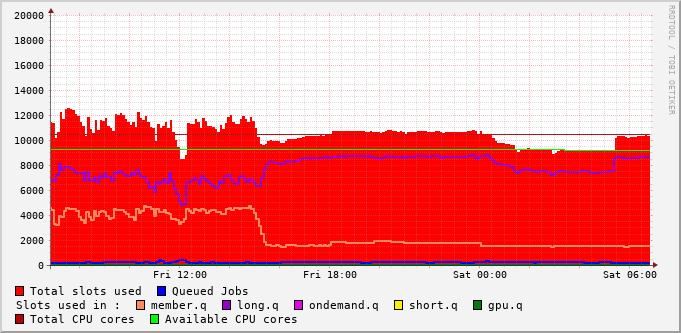 20000
18000
16000
14000
12000
10000
8000
6000
4000
2000
0
Fri 12:00 Fri 18:00 Sat 00:00 Sat 06:00
RRDTOOL / TOBI OETIKER
Total slots used Queued Jobs
Slots used in : member.q long.q ondemand.q short.q gpu.q
Total CPU cores Available CPU cores